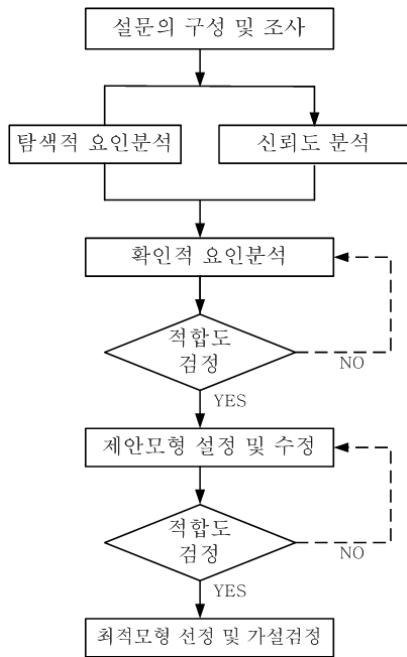 설문의 구성 및 조사
탐색적 요인분석
신뢰도 분석
확인적 요인분석
적합도
검정
NO
YES
제안모형 설정 및 수정
적합도
검정
NO
YES
최적모형 선정 및 가설검정